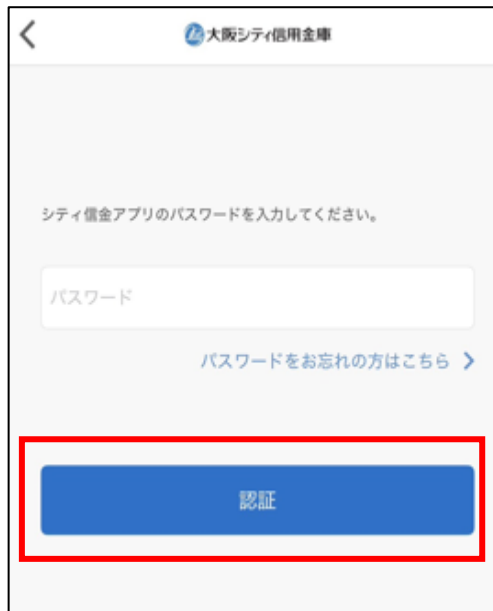 大阪シティ信用金庫
シティ信金アプリのパスワードを入力してください。
パスワード
パスワードをお忘れの方はこちら
認証